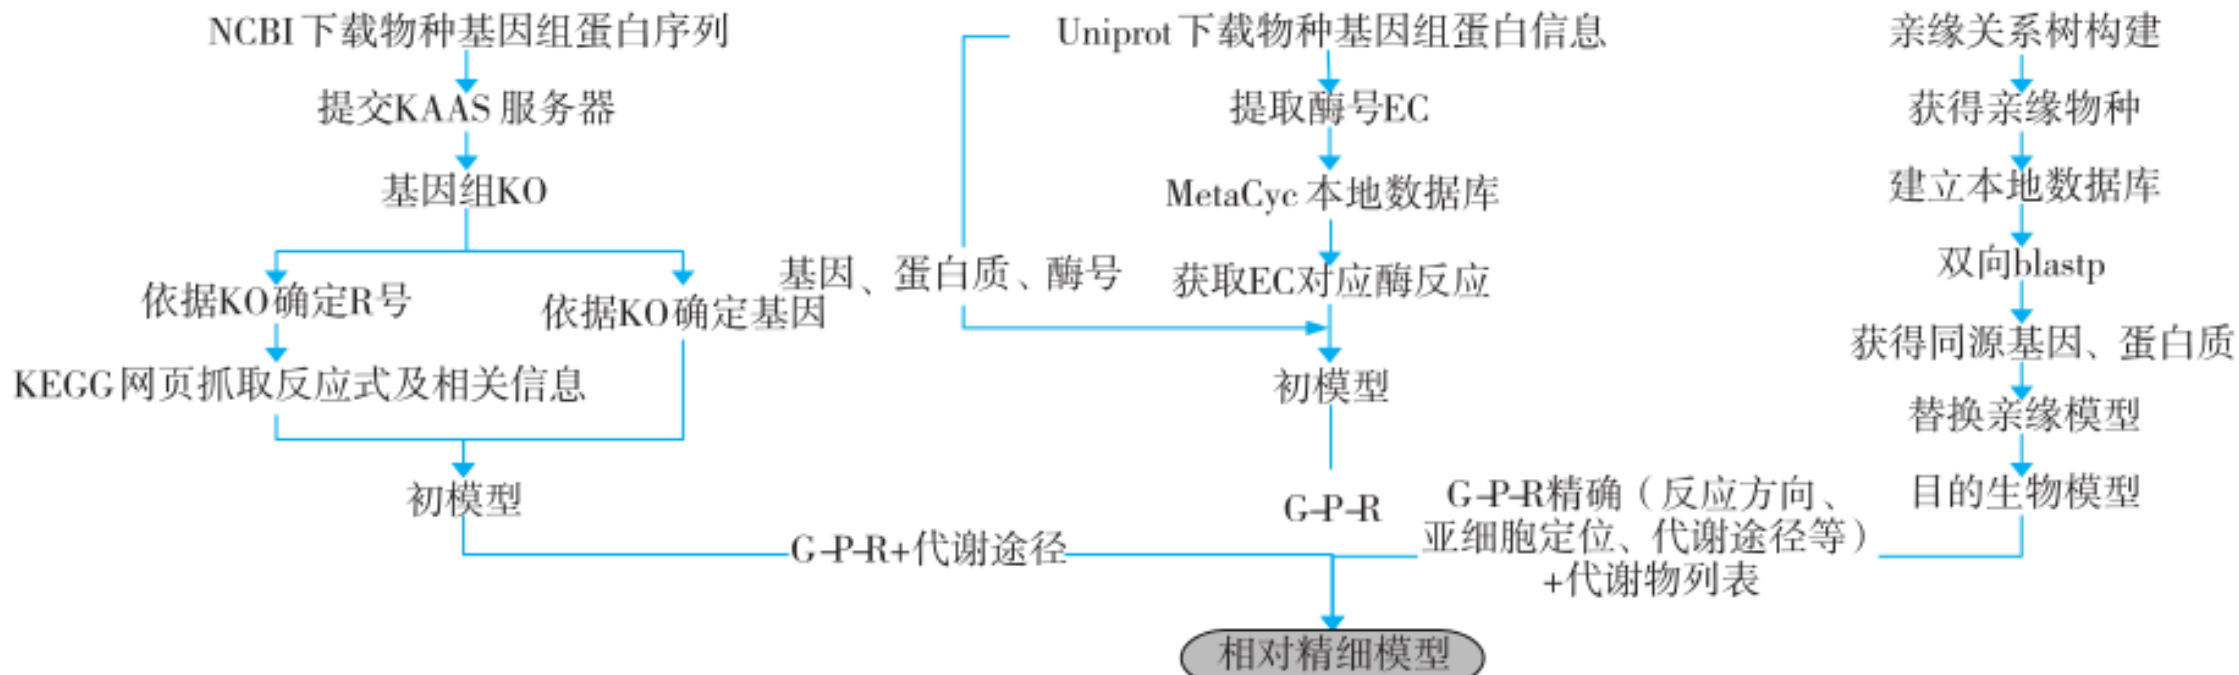 NCBI下载物种基因组蛋白序列
提交KAAS服务器
基因组KO
依据KO确定R号
依据KO确定基因
KEGG网页抓取反应式及相关信息
初模型
G-P-R+代谢途径
Uniprot下载物种基因组蛋白信息
提取酶号EC
MetaCyc本地数据库
基因、蛋白质、酶号
获取EC对应酶反应
初模型
G-P-R
亲缘关系树构建
获得亲缘物种
建立本地数据库
双向blastp
获得同源基因、蛋白质
替换亲缘模型
目的生物模型
G-P-R精确（反应方向、
亚细胞定位、代谢途径等）
+代谢物列表
相对精细模型